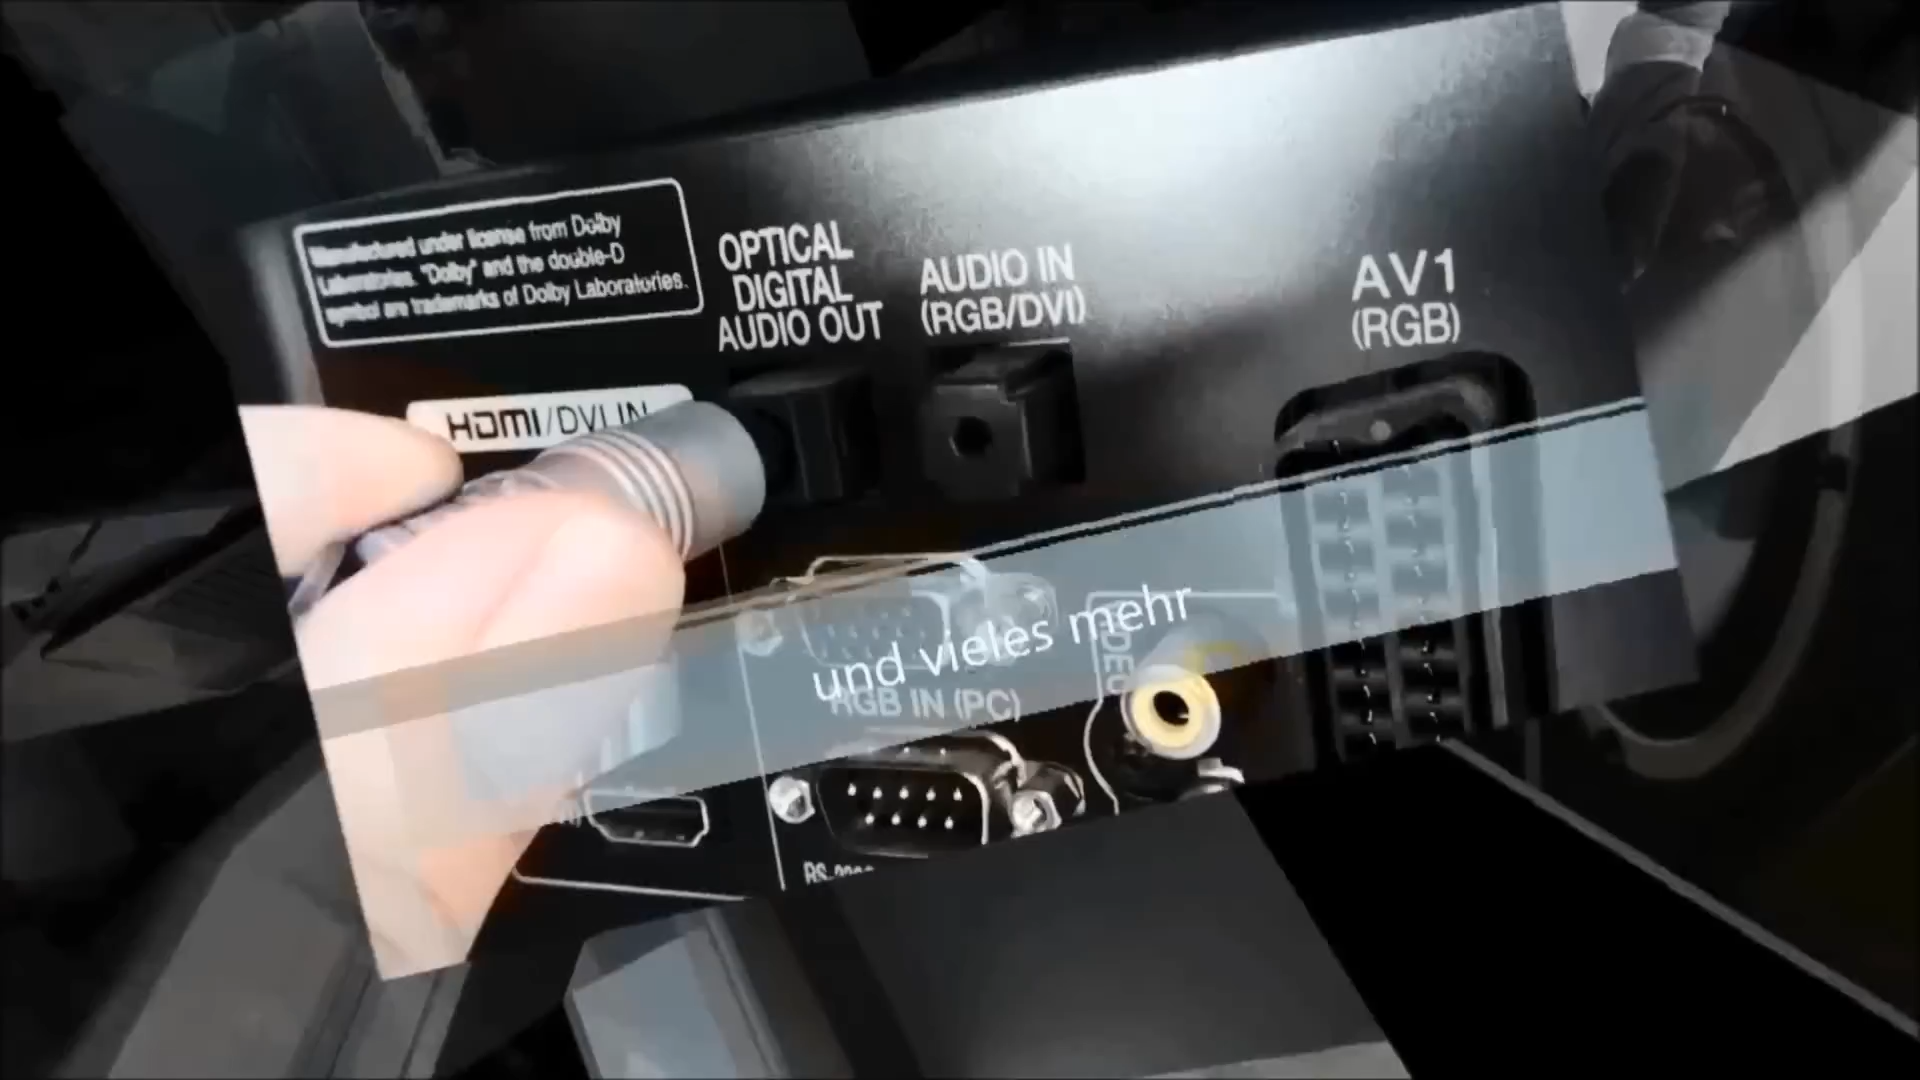 Manufactured under license from Dolby
Laboratories. "Dolby" and the double-D
symbol are trademarks of Dolby Laboratories.
OPTICAL
DIGITAL
AUDIO OUT
AUDIO IN
(RGB/DVI)
AV1
(RGB)
HDMI/DVI IN
und vieles mehr
RGB IN (PC)